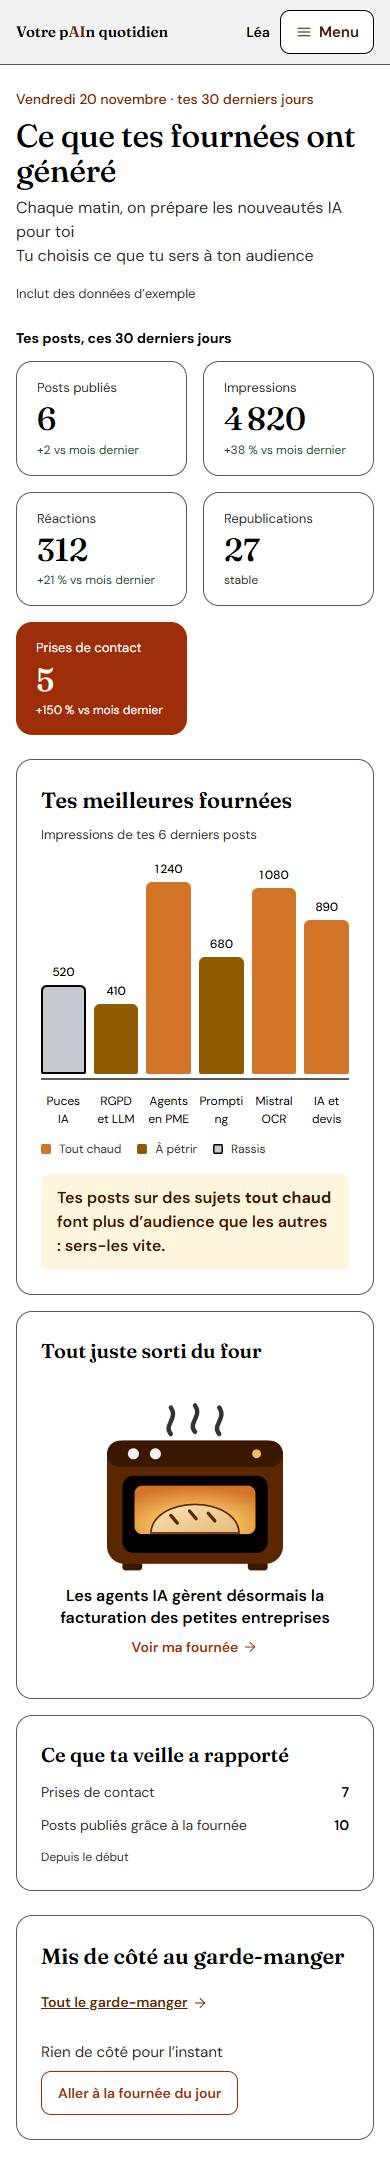 Votre pAIn quotidien
Léa
Menu
Vendredi 20 novembre · tes 30 derniers jours
Ce que tes fournées ont
généré
Chaque matin, on prépare les nouveautés IA
pour toi
Tu choisis ce que tu sers à ton audience
Inclut des données d’exemple
Tes posts, ces 30 derniers jours
Posts publiés
6
+2 vs mois dernier
Impressions
4 820
+38 % vs mois dernier
Réactions
312
+21 % vs mois dernier
Republications
27
stable
Prises de contact
5
+150 % vs mois dernier
Tes meilleures fournées
Impressions de tes 6 derniers posts
520
410
1 240
680
1 080
890
Puces
IA
RGPD
et LLM
Agents
en PME
Prompti
ng
Mistral
OCR
IA et
devis
Tout chaud
À pétrir
Rassis
Tes posts sur des sujets tout chaud
font plus d’audience que les autres
: sers-les vite.
Tout juste sorti du four
Les agents IA gèrent désormais la
facturation des petites entreprises
Voir ma fournée →
Ce que ta veille a rapporté
Prises de contact 7
Posts publiés grâce à la fournée 10
Depuis le début
Mis de côté au garde-manger
Tout le garde-manger →
Rien de côté pour l’instant
Aller à la fournée du jour